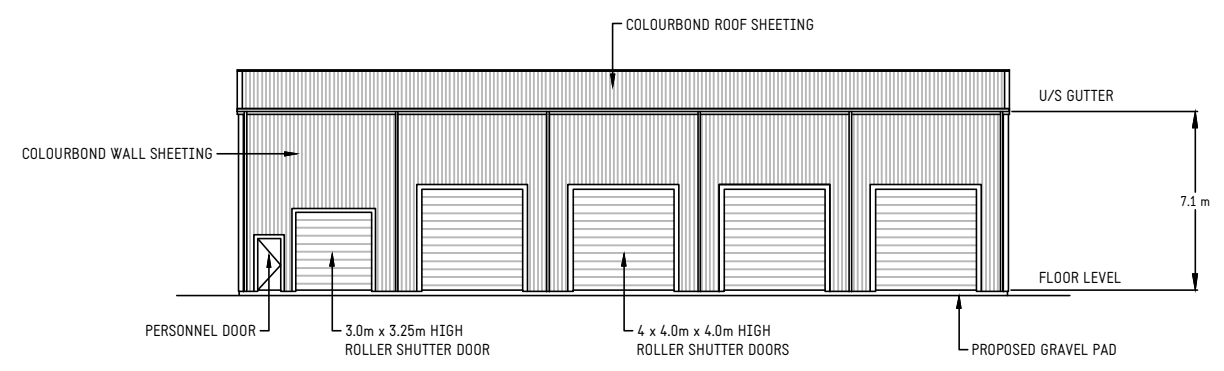 COLOURBOND ROOF SHEETING
U/S GUTTER
COLOURBOND WALL SHEETING
7.1 m
FLOOR LEVEL
PERSONNEL DOOR
3.0m x 3.25m HIGH
ROLLER SHUTTER DOOR
4 x 4.0m x 4.0m HIGH
ROLLER SHUTTER DOORS
PROPOSED GRAVEL PAD